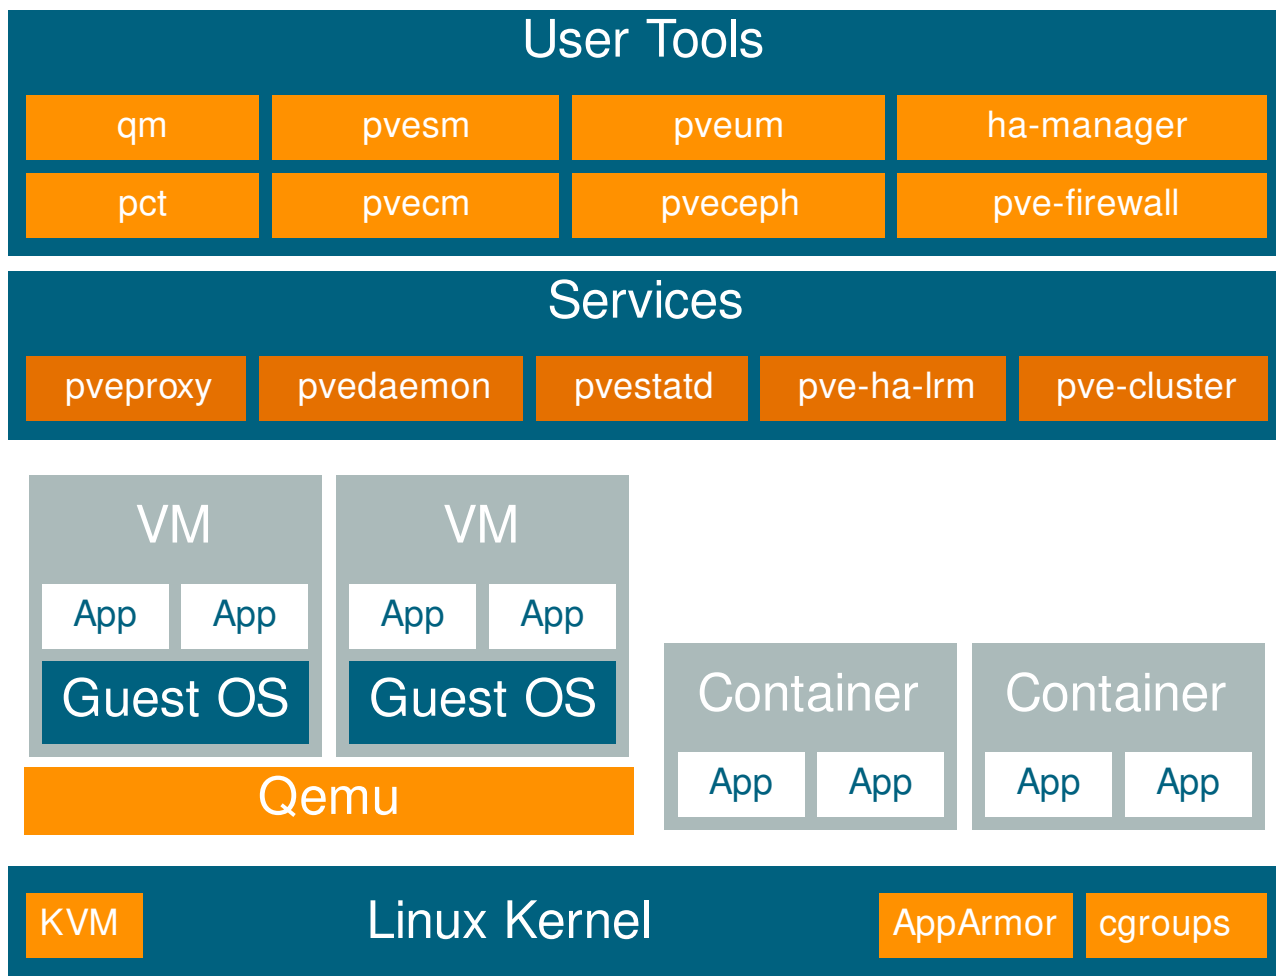 User Tools
qm pvesm pveum ha-manager
pct pvecm pveceph pve-firewall
Services
pveproxy pvedaemon pvestatd pve-ha-lrm pve-cluster
VM VM
App App App App
Guest OS Guest OS
Container Container
App App App App
Qemu
KVM Linux Kernel AppArmor cgroups